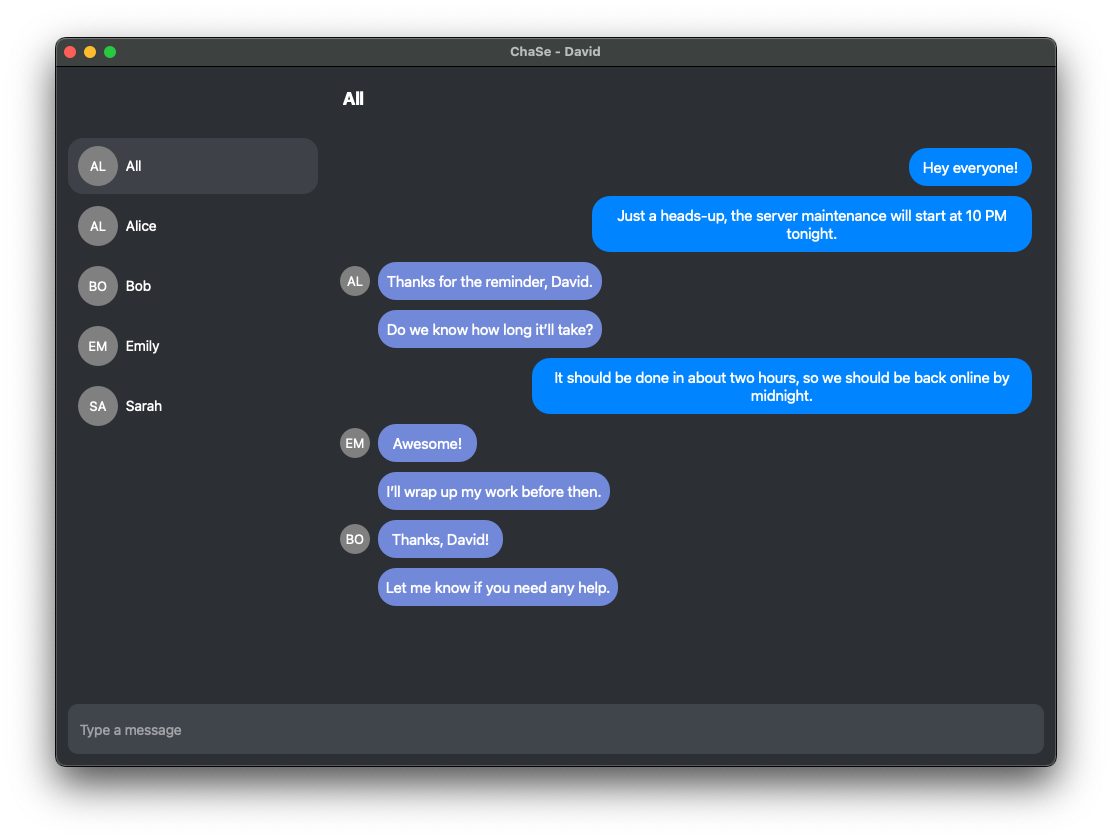 ChaSe - David
All
AL All
AL Alice
BO Bob
EM Emily
SA Sarah
Hey everyone!
Just a heads-up, the server maintenance will start at 10 PM
tonight.
AL Thanks for the reminder, David.
Do we know how long it’ll take?
It should be done in about two hours, so we should be back online by
midnight.
EM Awesome!
I’ll wrap up my work before then.
BO Thanks, David!
Let me know if you need any help.
Type a message